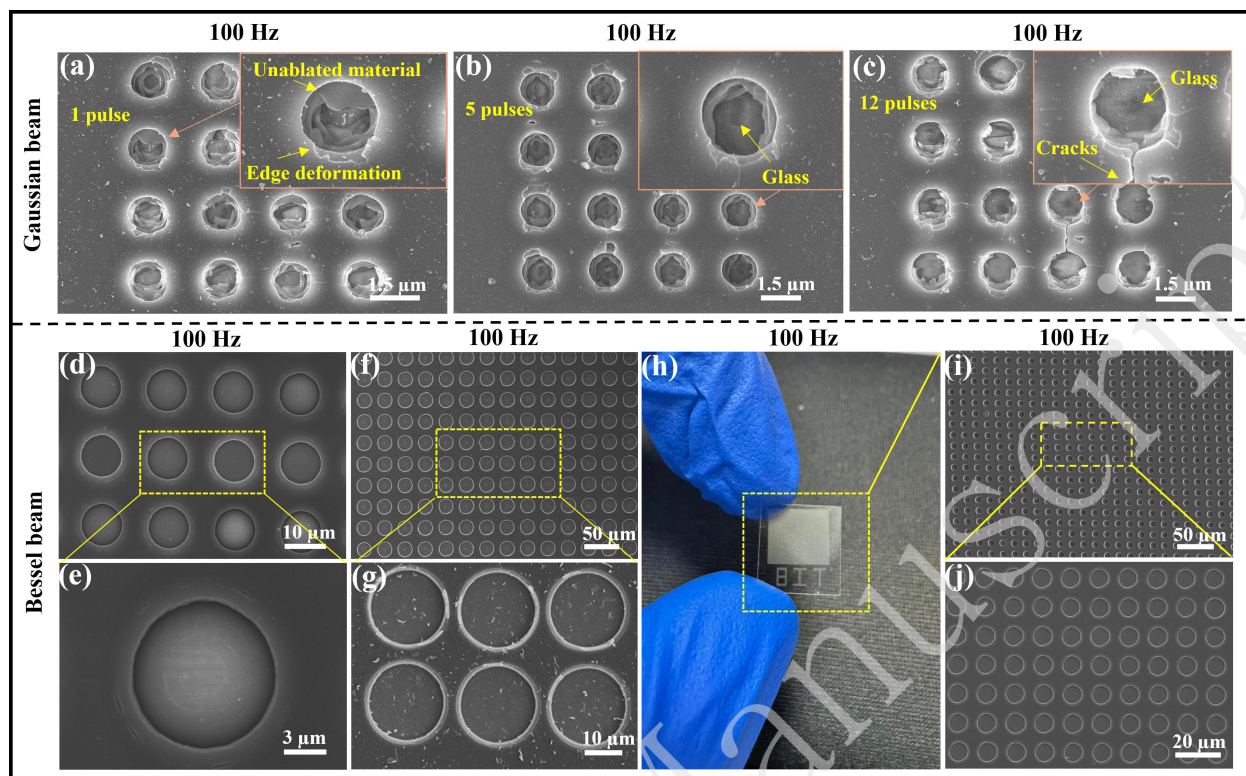 100 Hz
100 Hz
100 Hz
Gaussian beam
(a)
Unablated material
1 pulse
Edge deformation
1.5 μm
(b)
5 pulses
Glass
1.5 μm
(c)
12 pulses
Glass
Cracks
1.5 μm
100 Hz
100 Hz
100 Hz
100 Hz
Bessel beam
(d)
10 μm
(e)
3 μm
(f)
50 μm
(g)
10 μm
(h)
BIT
(i)
50 μm
(j)
20 μm
Manuscrip